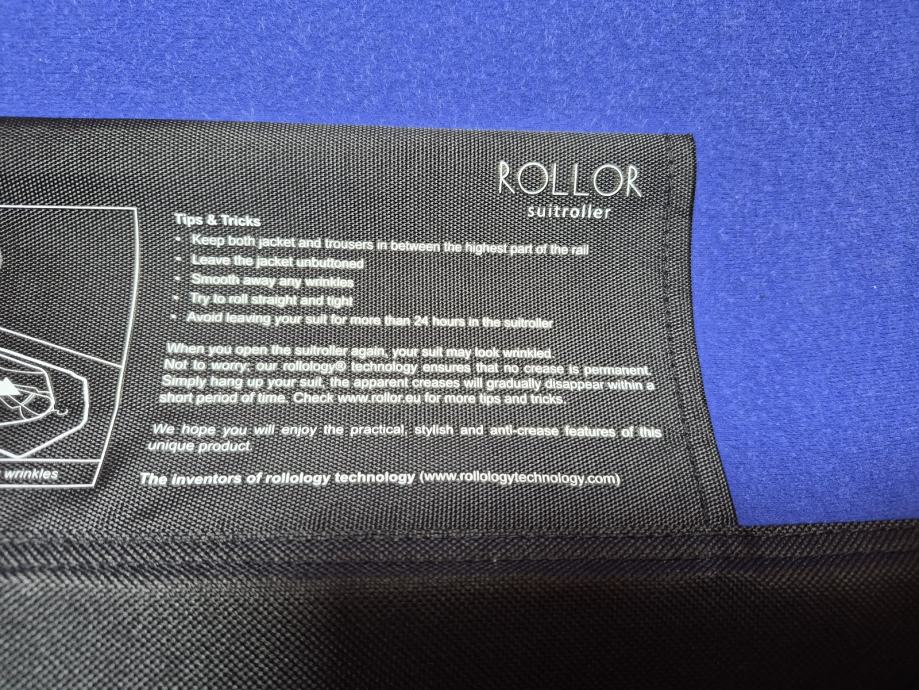 ROLLOR
suitroller
Tips & Tricks
• Keep both jacket and trousers in between the highest part of the rail
• Leave the jacket unbuttoned
• Smooth away any wrinkles
• Try to roll straight and tight
• Avoid leaving your suit for more than 24 hours in the suitroller
When you open the suitroller again, your suit may look wrinkled.
Not to worry; our rollology® technology ensures that no crease is permanent.
Simply hang up your suit, the apparent creases will gradually disappear within a
short period of time. Check www.rollor.eu for more tips and tricks.
We hope you will enjoy the practical, stylish and anti-crease features of this
unique product.
wrinkles
The inventors of rollology technology (www.rollologytechnology.com)